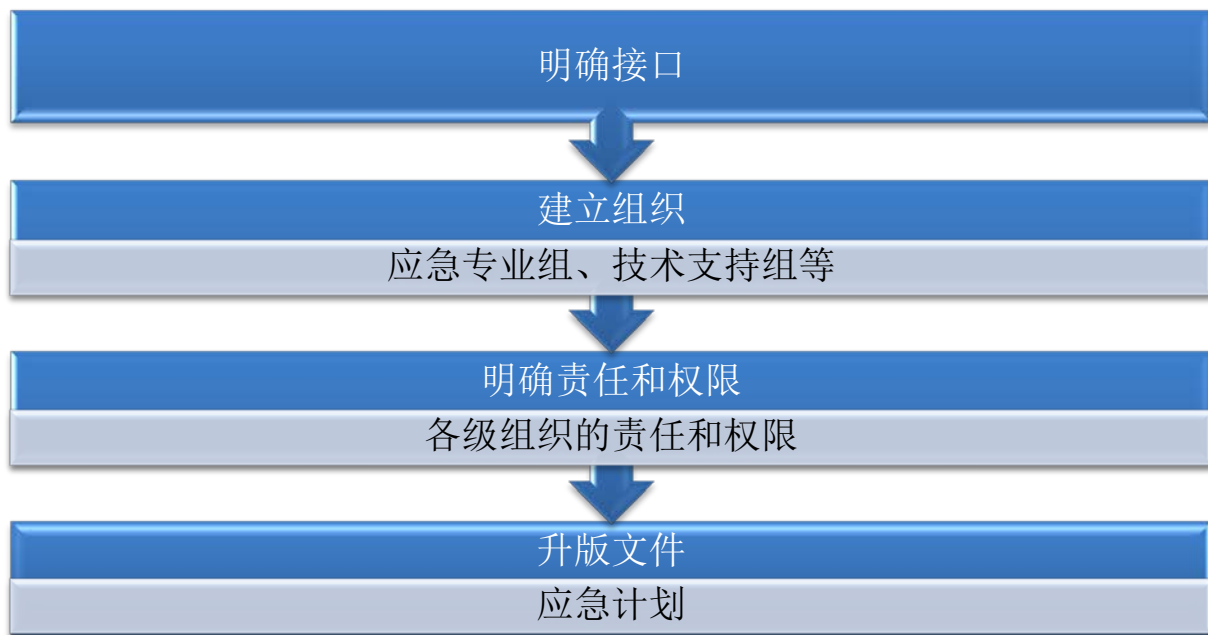 明确接口
建立组织
应急专业组、技术支持组等
明确责任和权限
各级组织的责任和权限
升版文件
应急计划